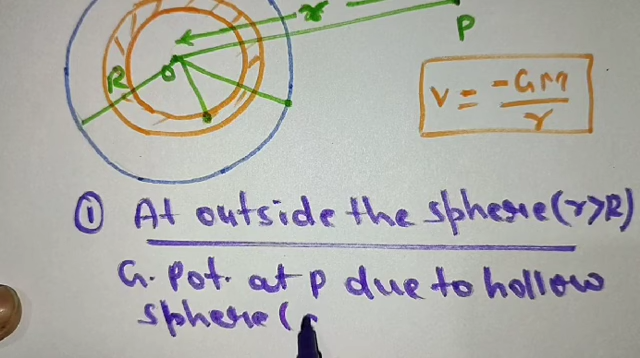 r
P
R
O
V = -GM/r
① At outside the sphere (r>R)
G. Pot. at P due to hollow
sphere (